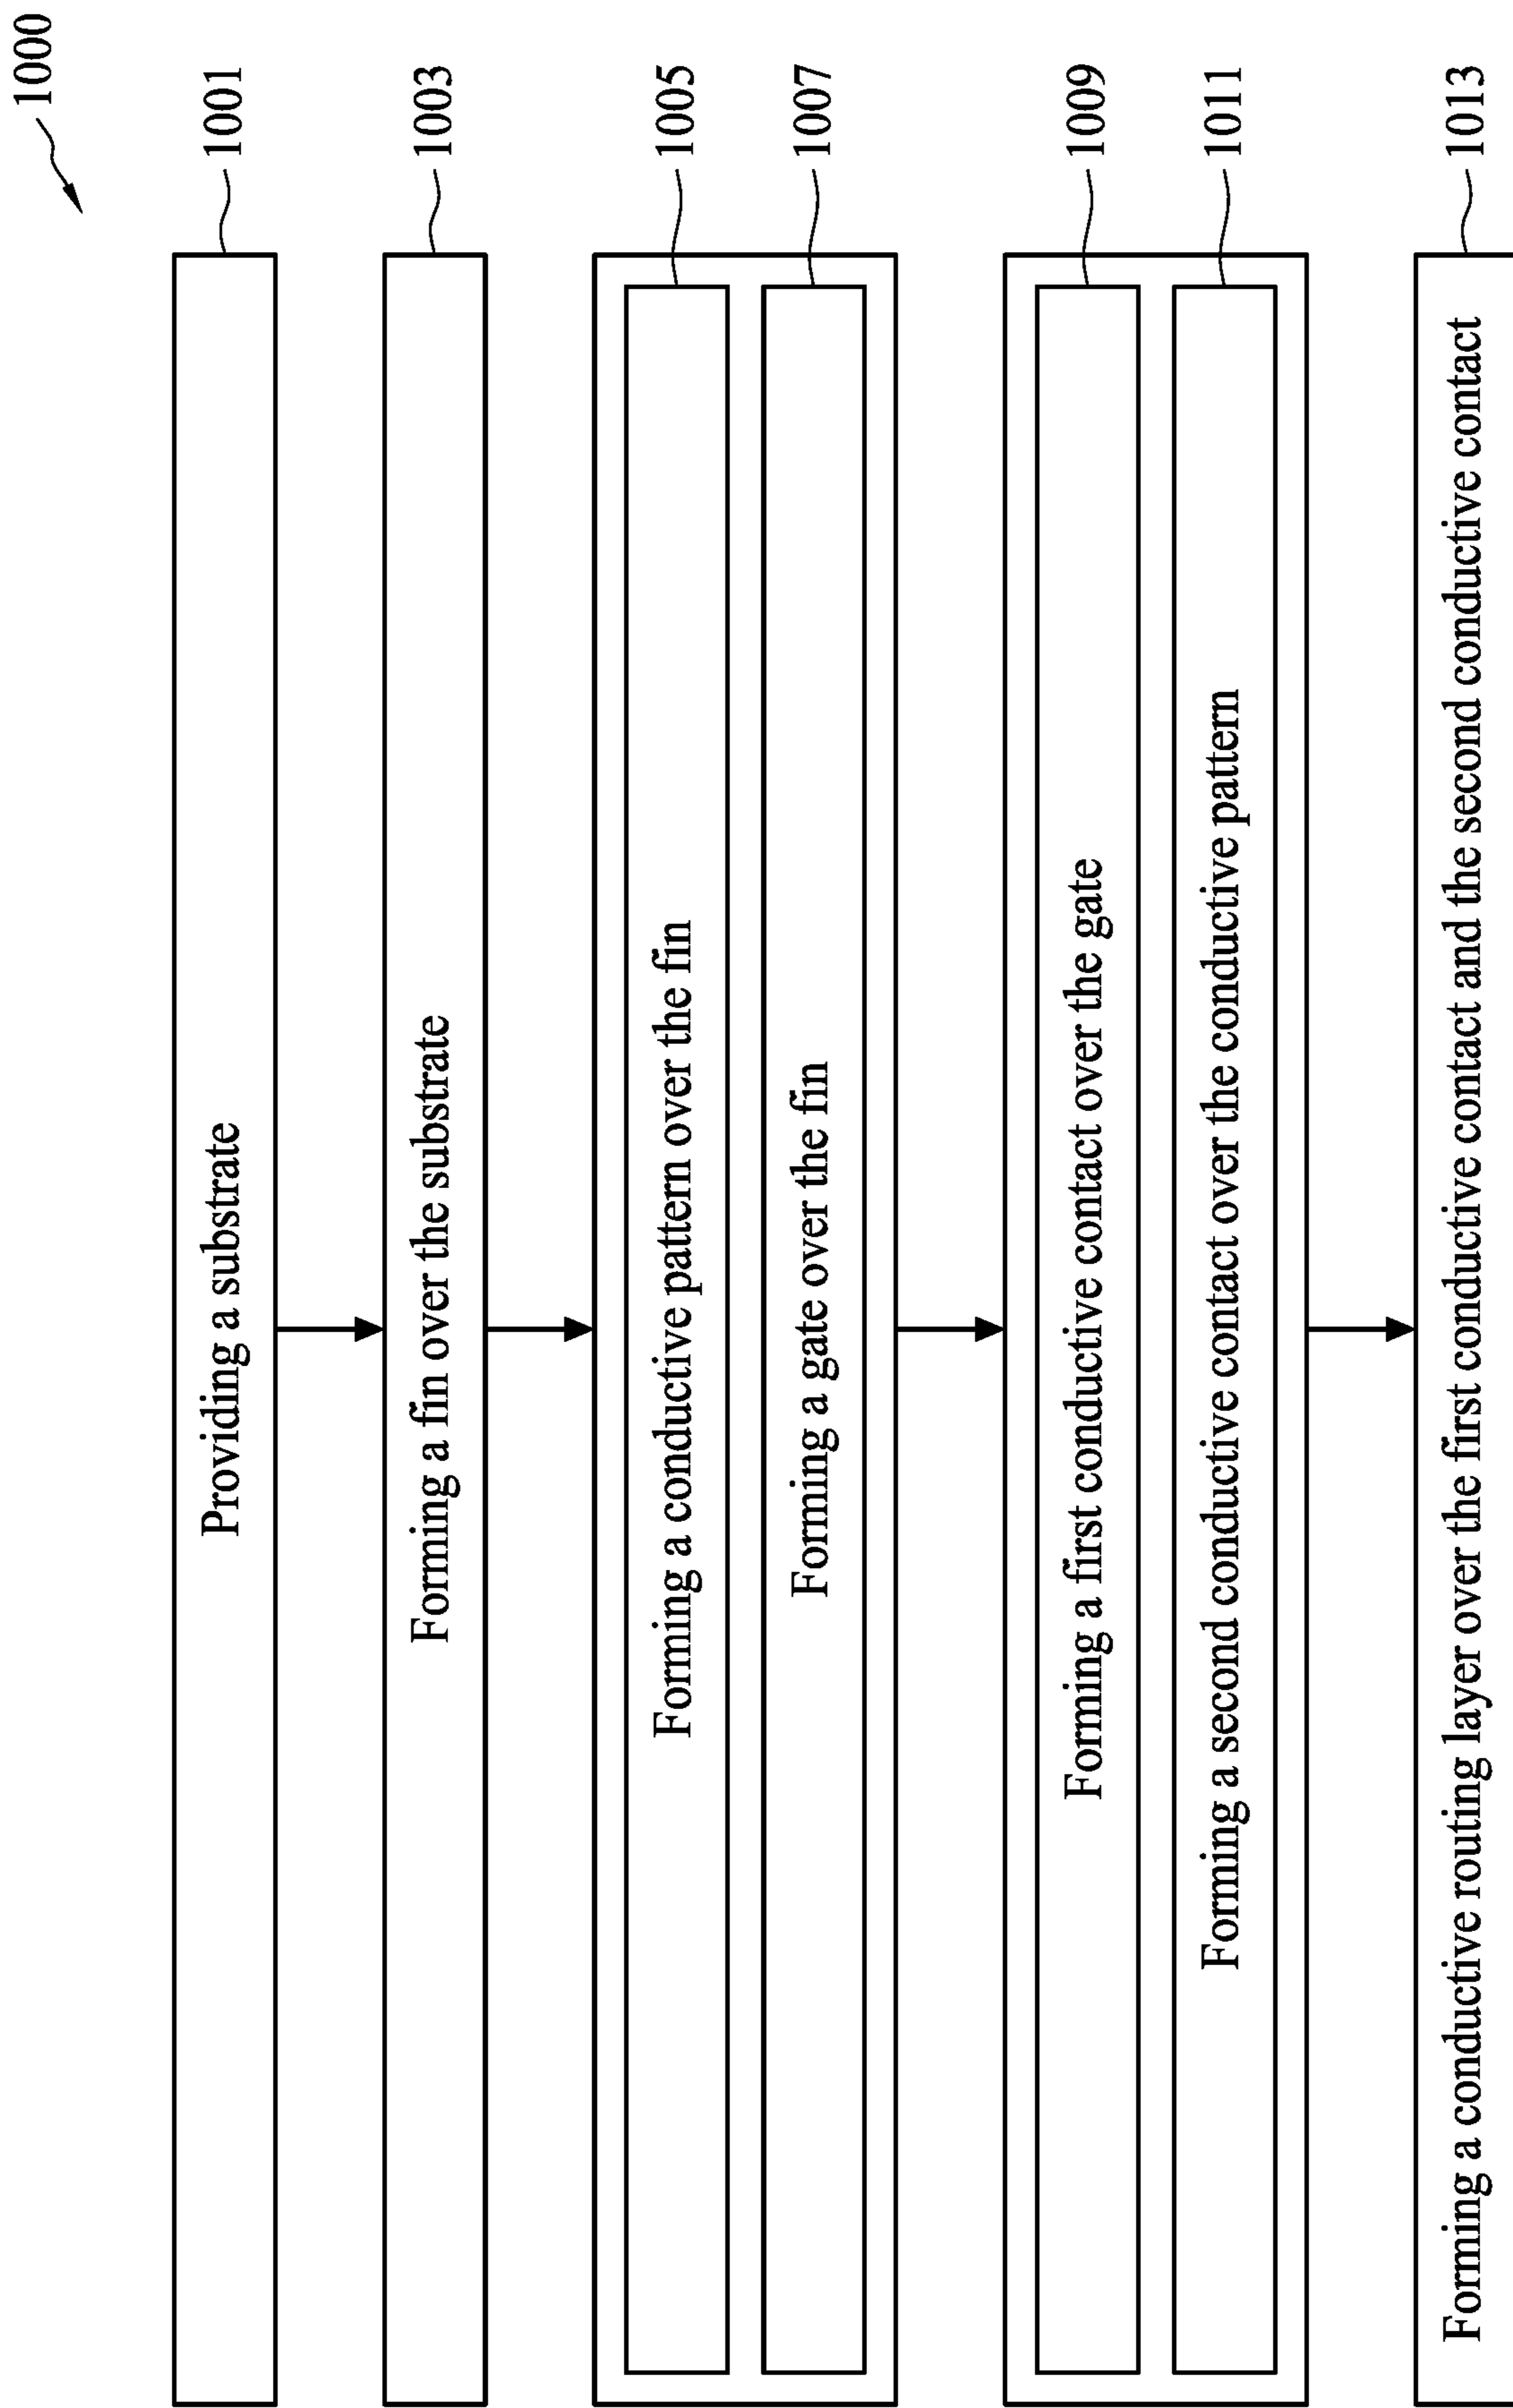 1000
Providing a substrate
1001
Forming a fin over the substrate
1003
Forming a conductive pattern over the fin
1005
Forming a gate over the fin
1007
Forming a first conductive contact over the gate
1009
Forming a second conductive contact over the conductive pattern
1011
Forming a conductive routing layer over the first conductive contact and the second conductive contact
1013